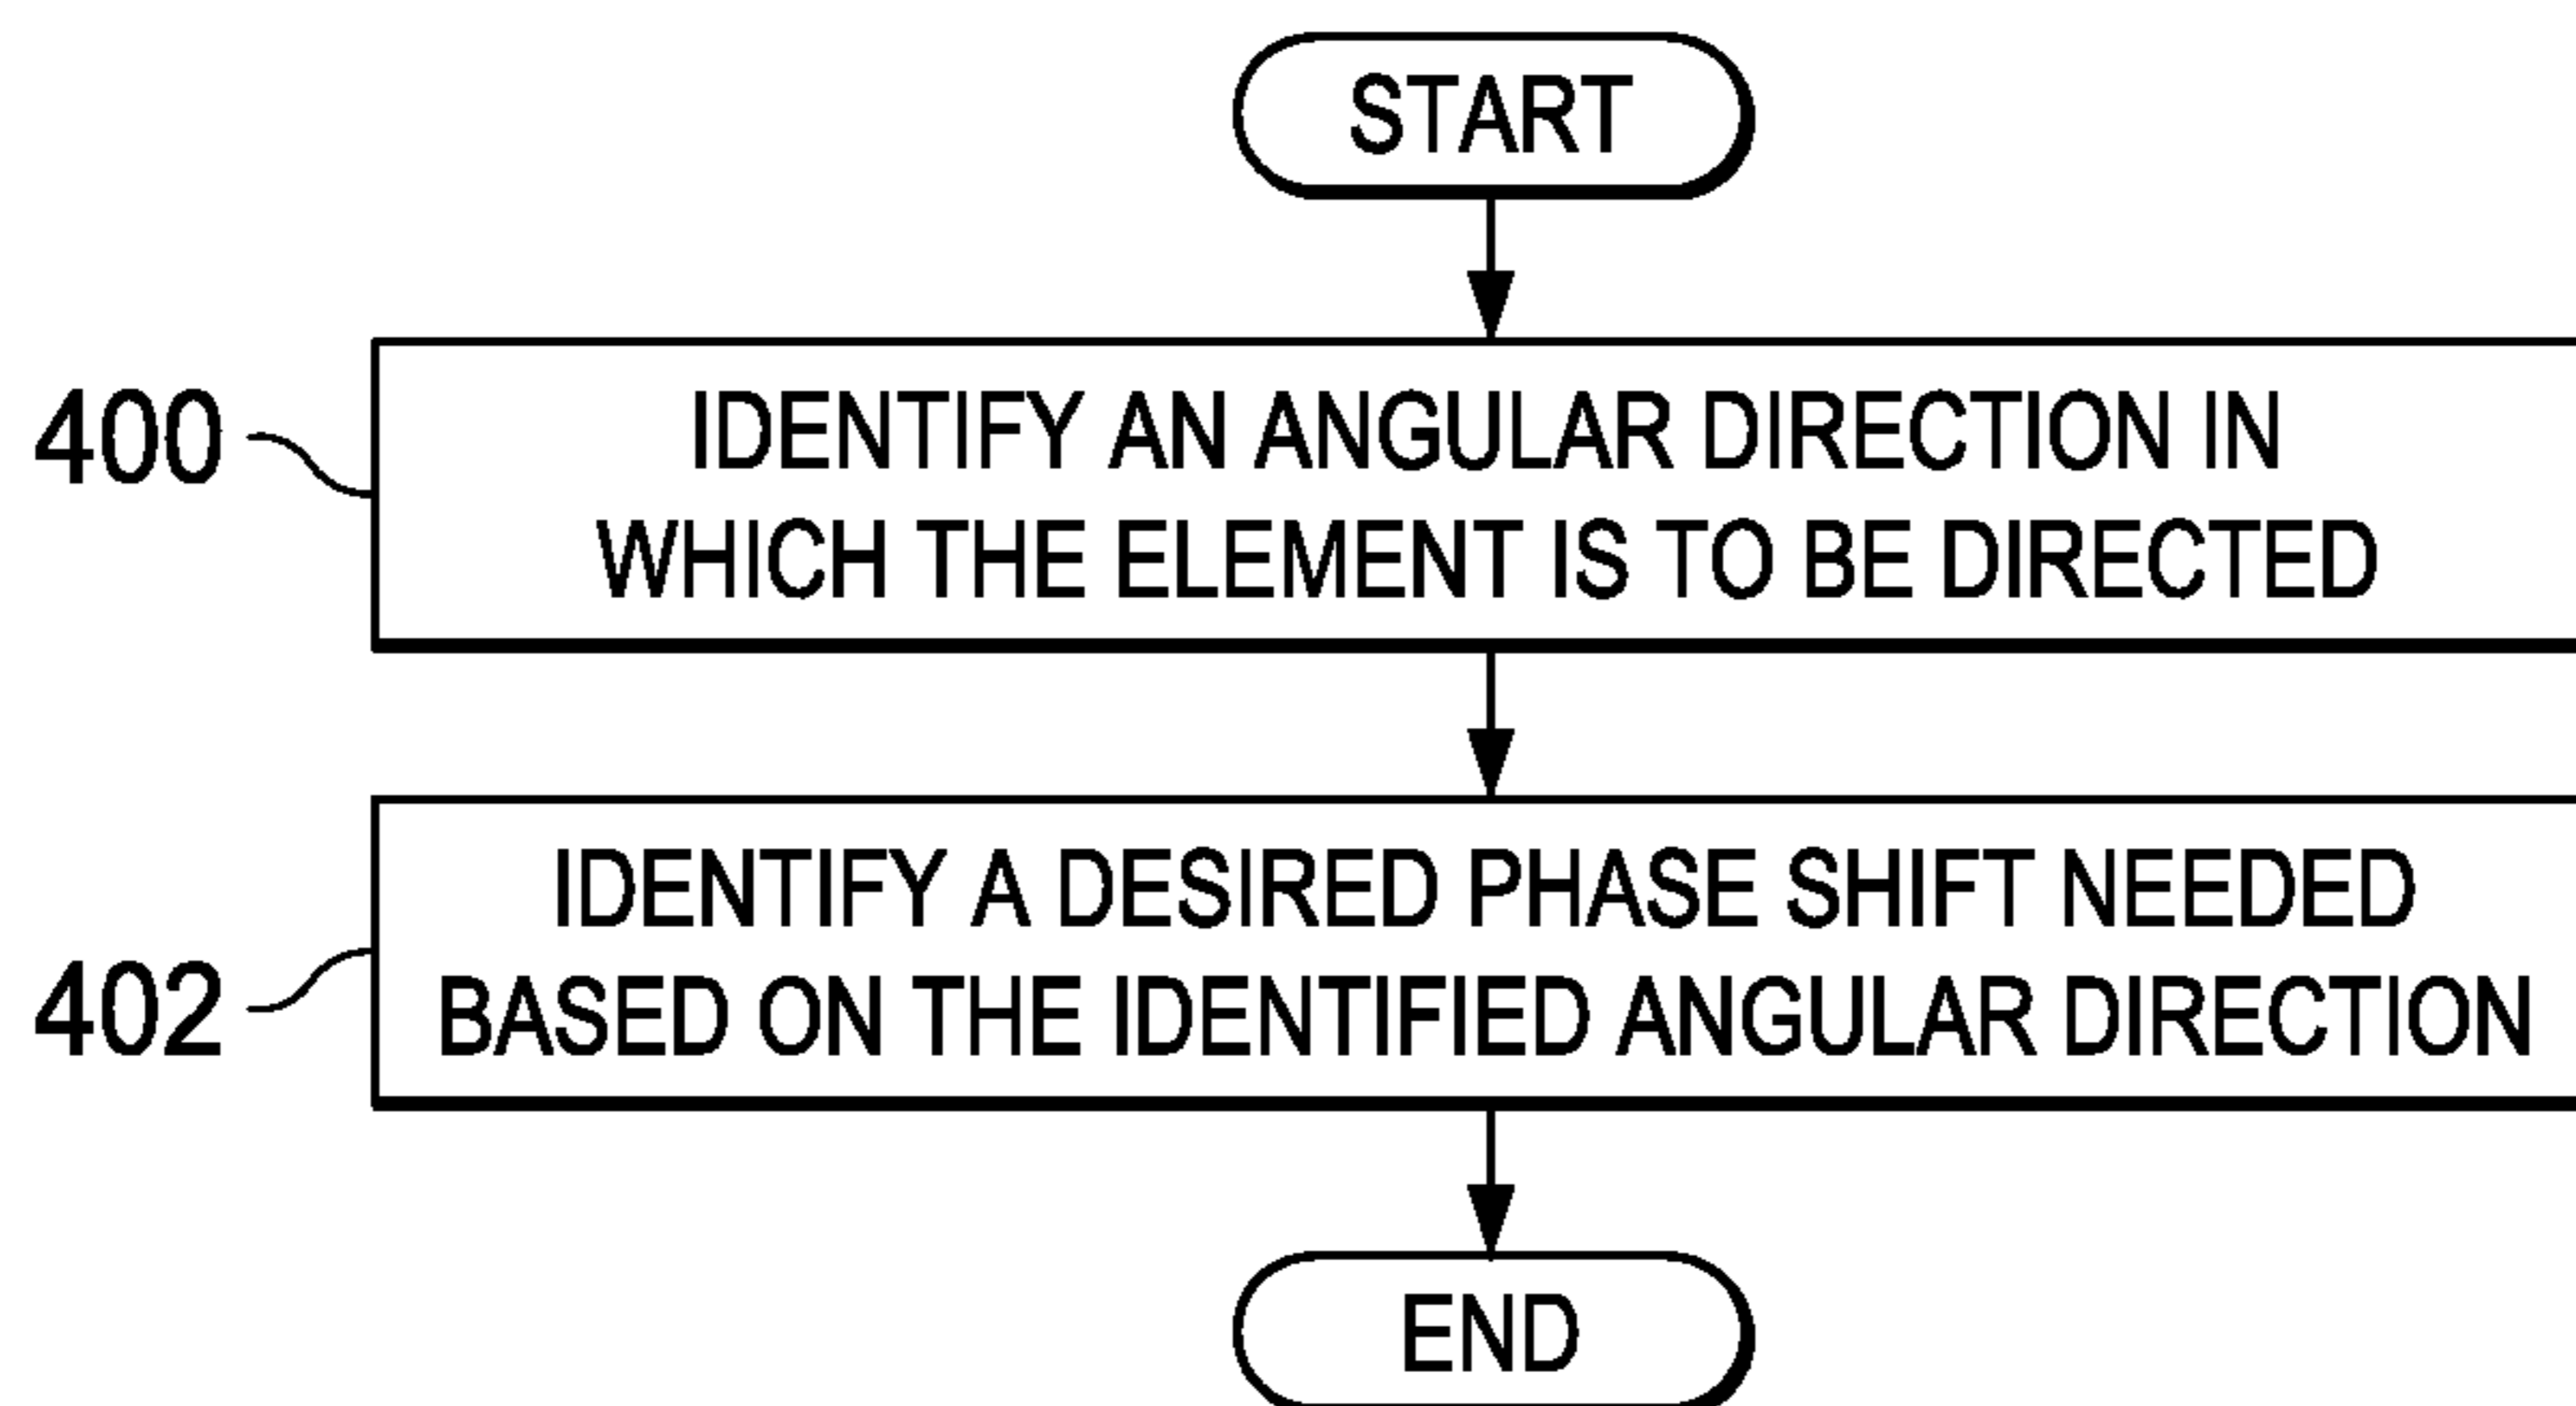 START
400
IDENTIFY AN ANGULAR DIRECTION IN
WHICH THE ELEMENT IS TO BE DIRECTED
402
IDENTIFY A DESIRED PHASE SHIFT NEEDED
BASED ON THE IDENTIFIED ANGULAR DIRECTION
END